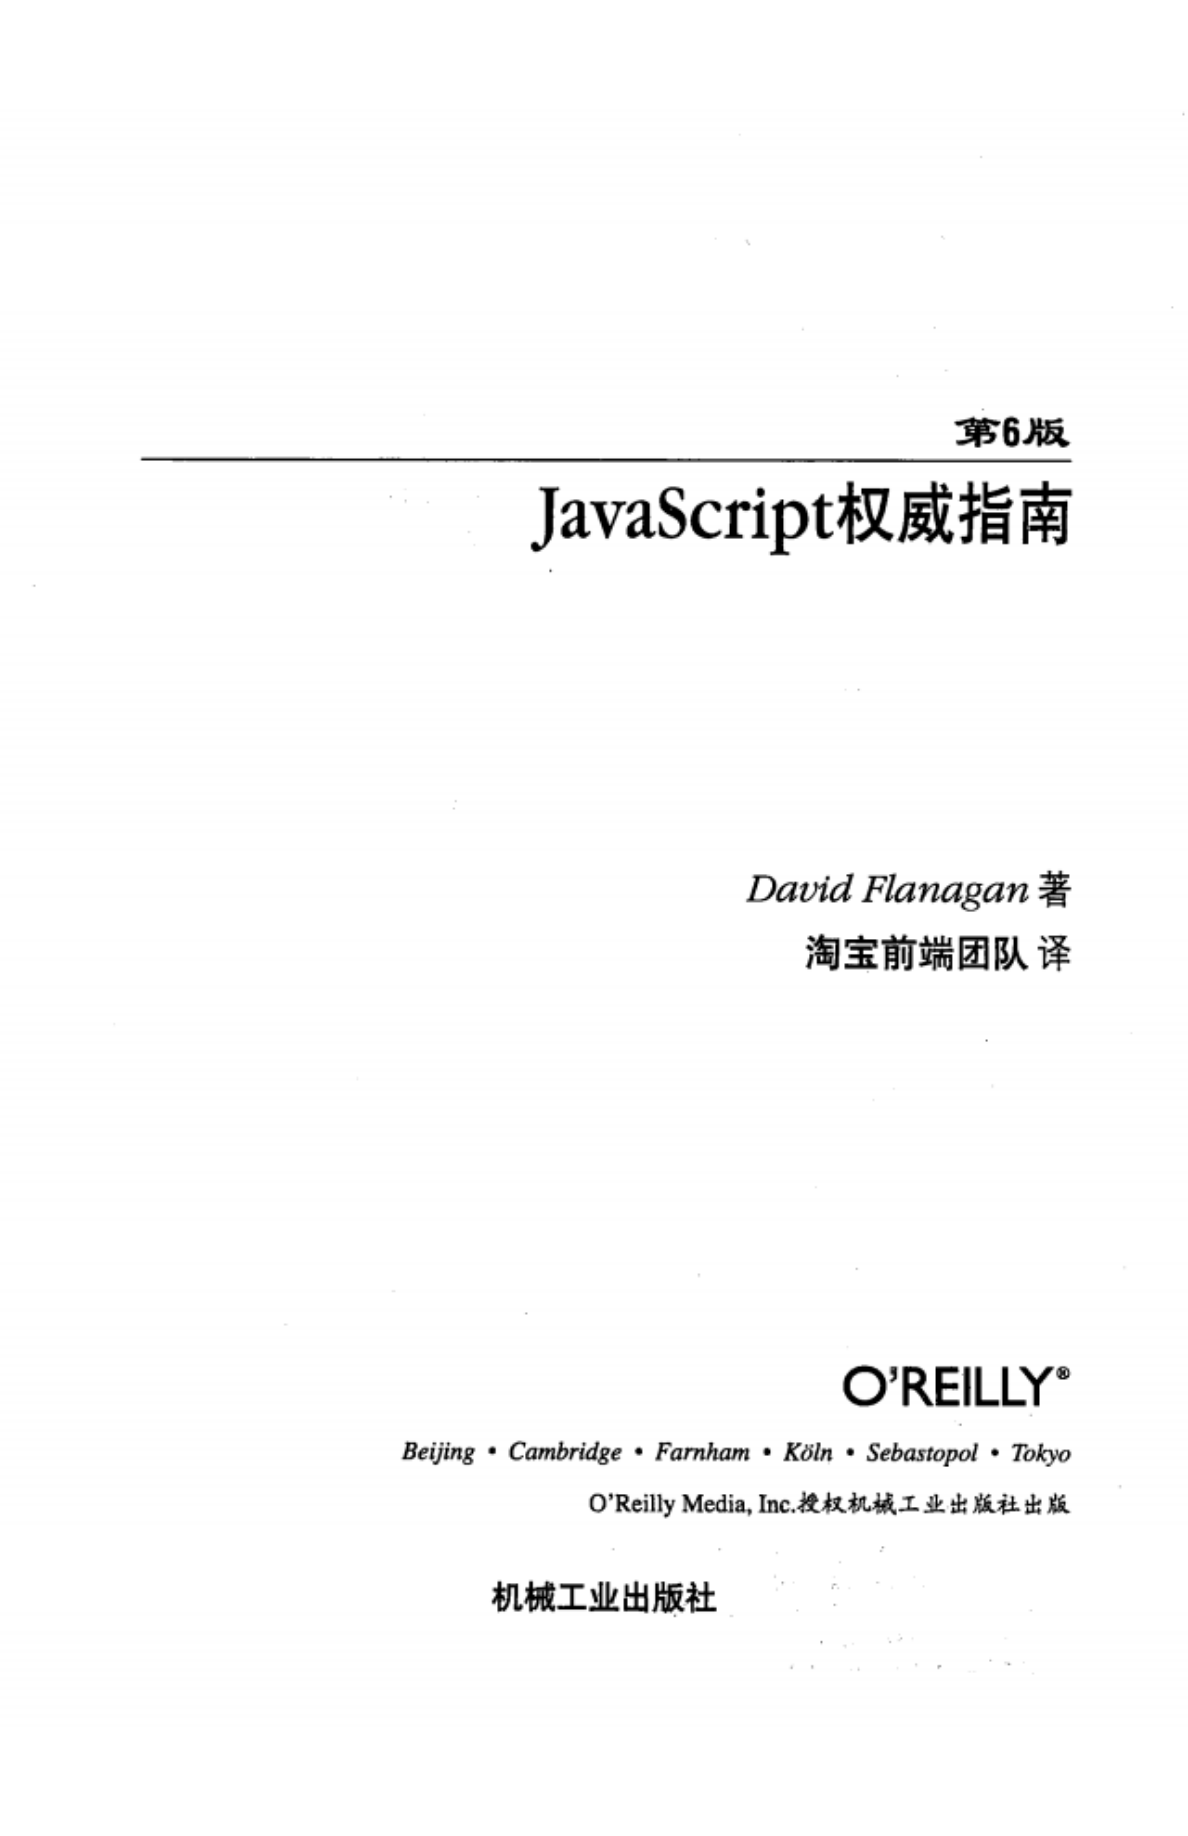 第6版
JavaScript权威指南
David Flanagan 著
淘宝前端团队 译
O'REILLY®
Beijing • Cambridge • Farnham • Köln • Sebastopol • Tokyo
O'Reilly Media, Inc.授权机械工业出版社出版
机械工业出版社